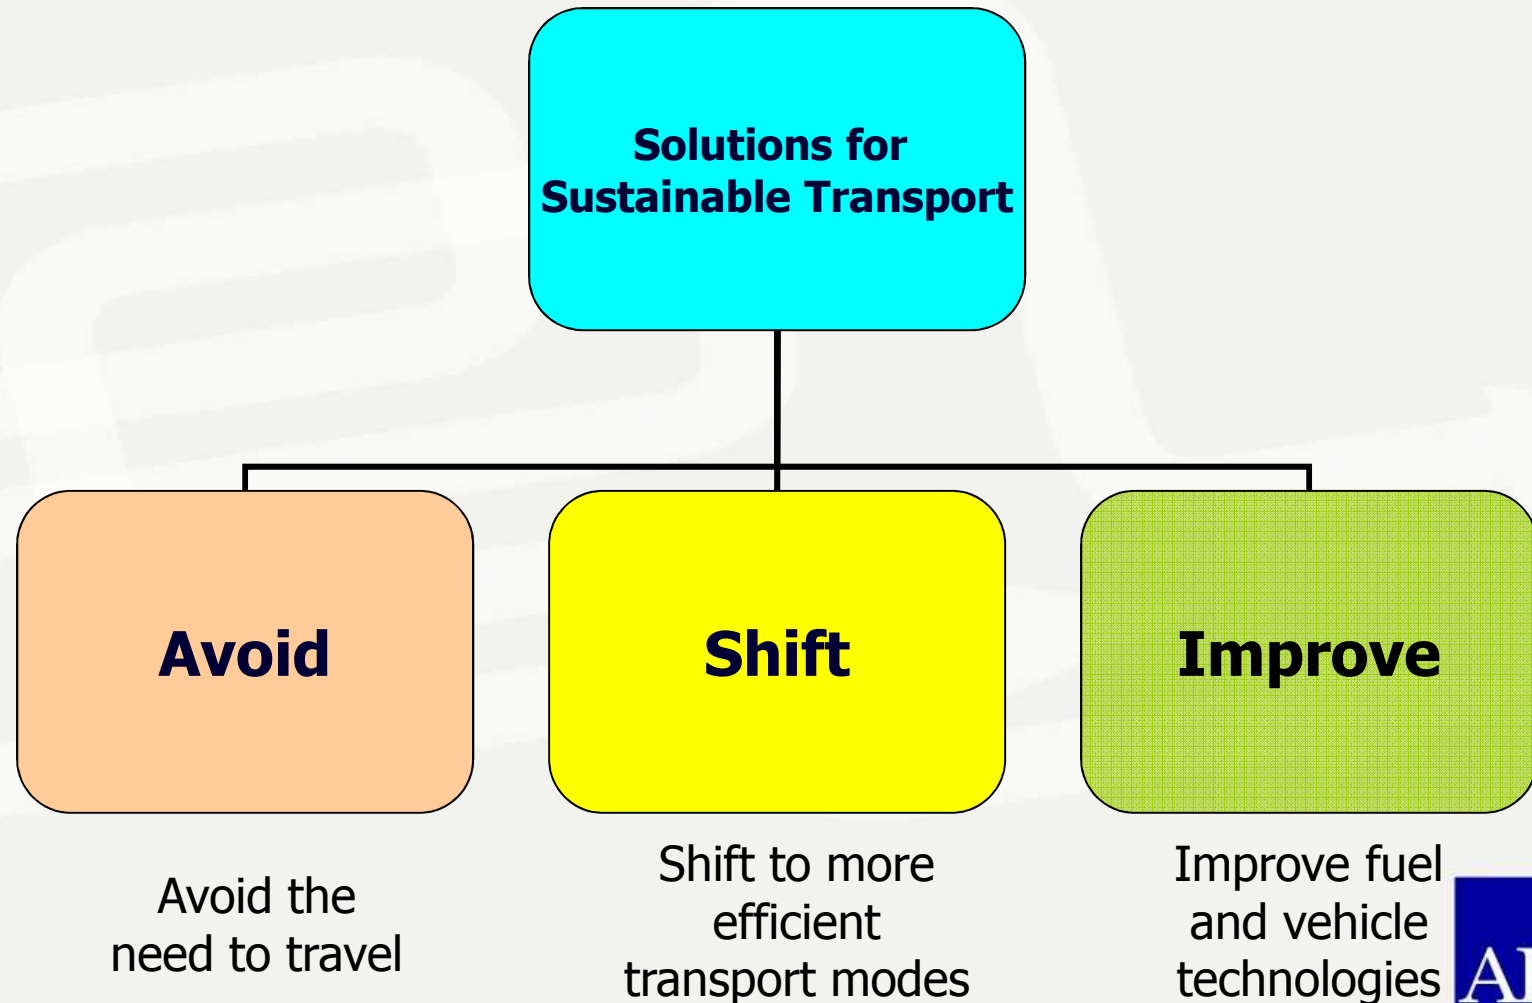 Solutions for
Sustainable Transport
Avoid
Shift
Improve
Avoid the
need to travel
Shift to more
efficient
transport modes
Improve fuel
and vehicle
technologies